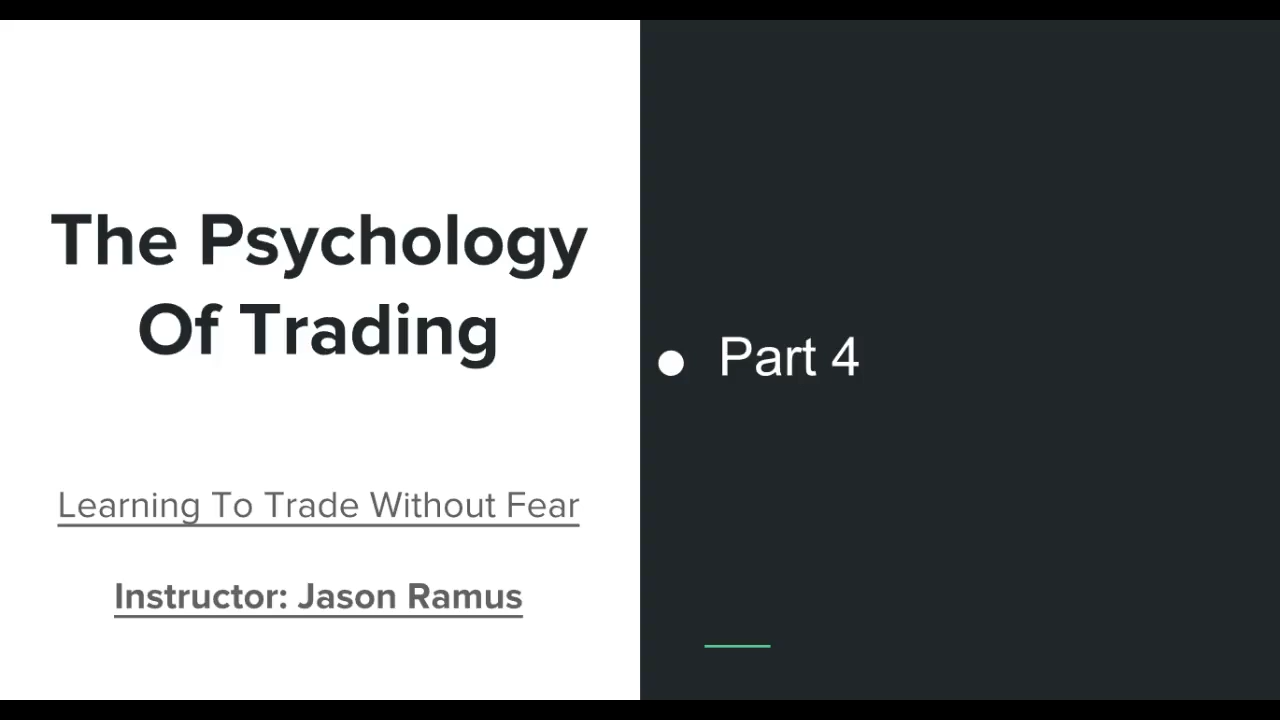 The Psychology
Of Trading
Learning To Trade Without Fear
Instructor: Jason Ramus
● Part 4